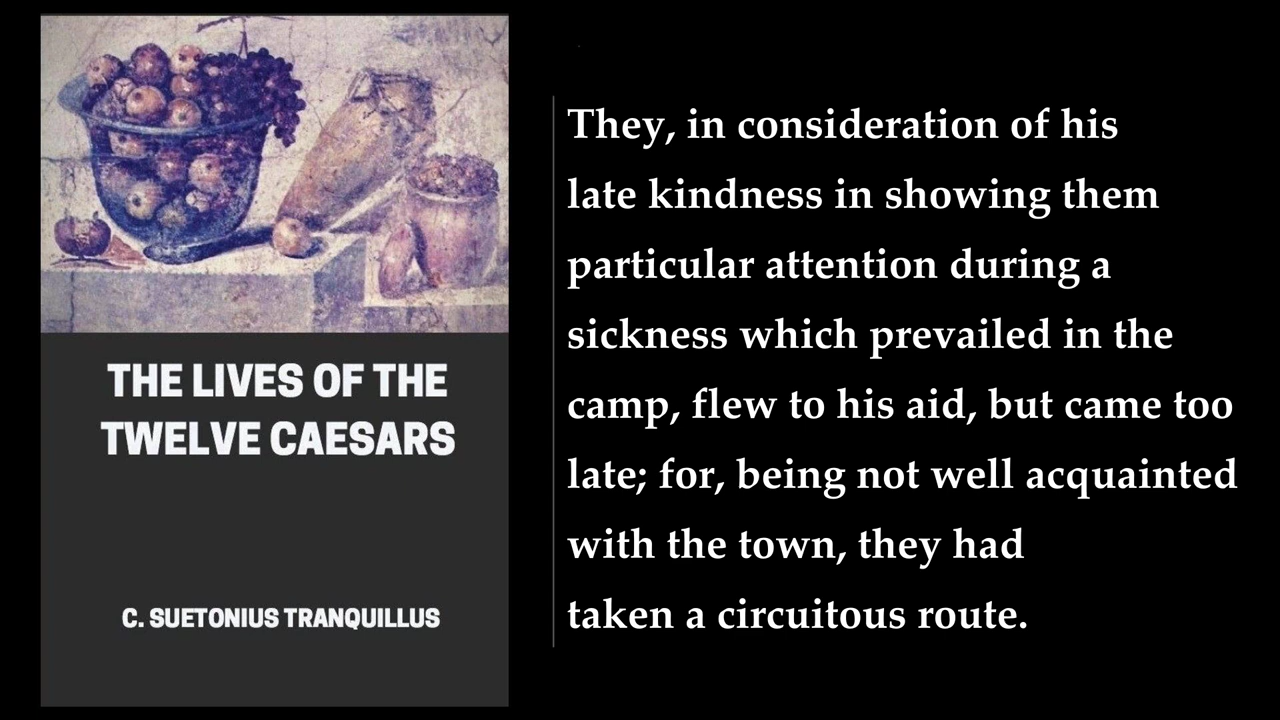 THE LIVES OF THE
TWELVE CAESARS
C. SUETONIUS TRANQUILLUS
They, in consideration of his
late kindness in showing them
particular attention during a
sickness which prevailed in the
camp, flew to his aid, but came too
late; for, being not well acquainted
with the town, they had
taken a circuitous route.